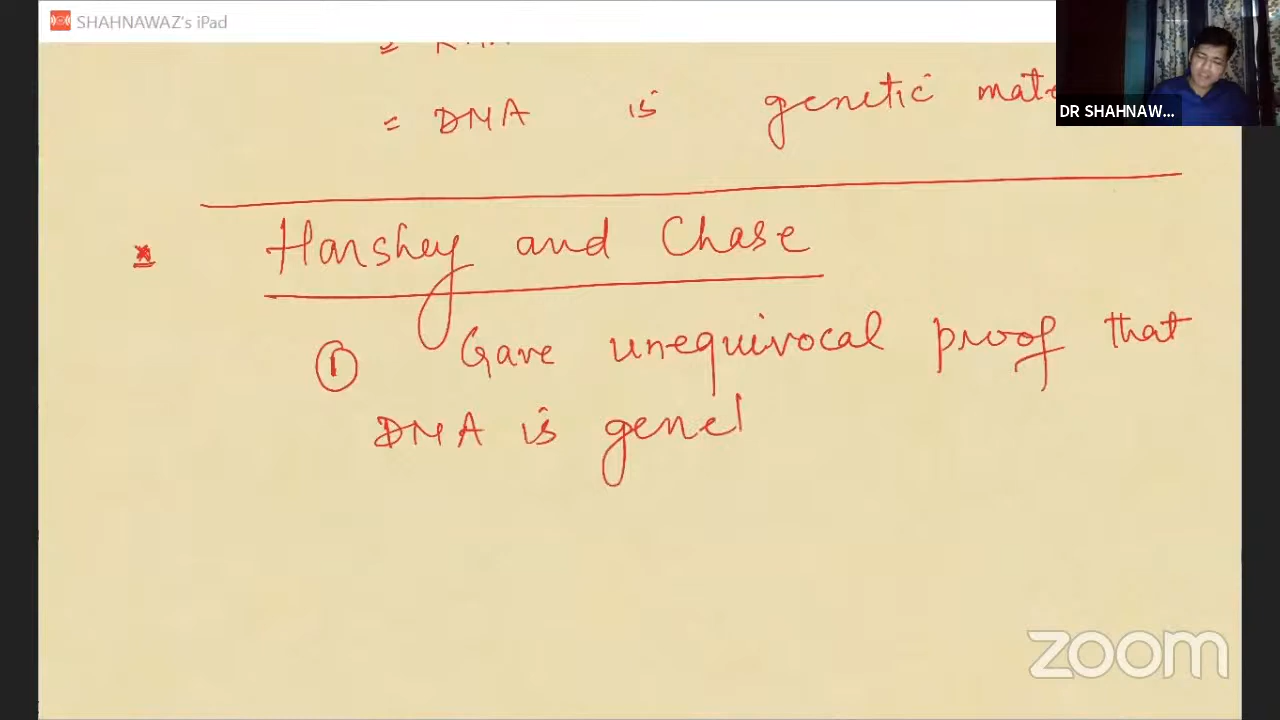 SHAHNAWAZ's iPad
= DNA is genetic mate
DR SHAHNAW...
* Harshey and Chase
① Gave unequivocal proof that
DNA is genet
zoom